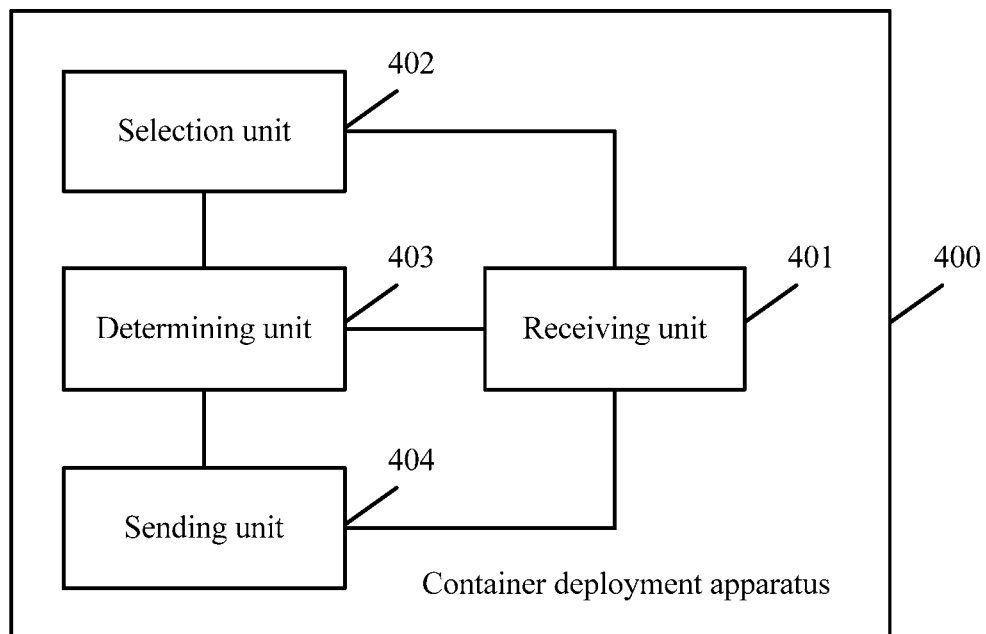 402
Selection unit
403
401
400
Determining unit
Receiving unit
404
Sending unit
Container deployment apparatus